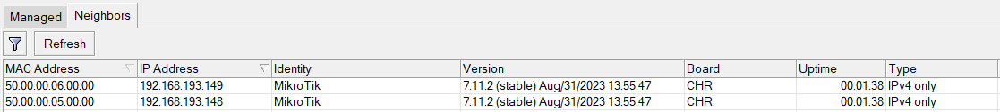 Managed Neighbors
Refresh
MAC Address IP Address Identity Version Board Uptime Type
50:00:00:06:00:00 192.168.193.149 MikroTik 7.11.2 (stable) Aug/31/2023 13:55:47 CHR 00:01:38 IPv4 only
50:00:00:05:00:00 192.168.193.148 MikroTik 7.11.2 (stable) Aug/31/2023 13:55:47 CHR 00:01:38 IPv4 only